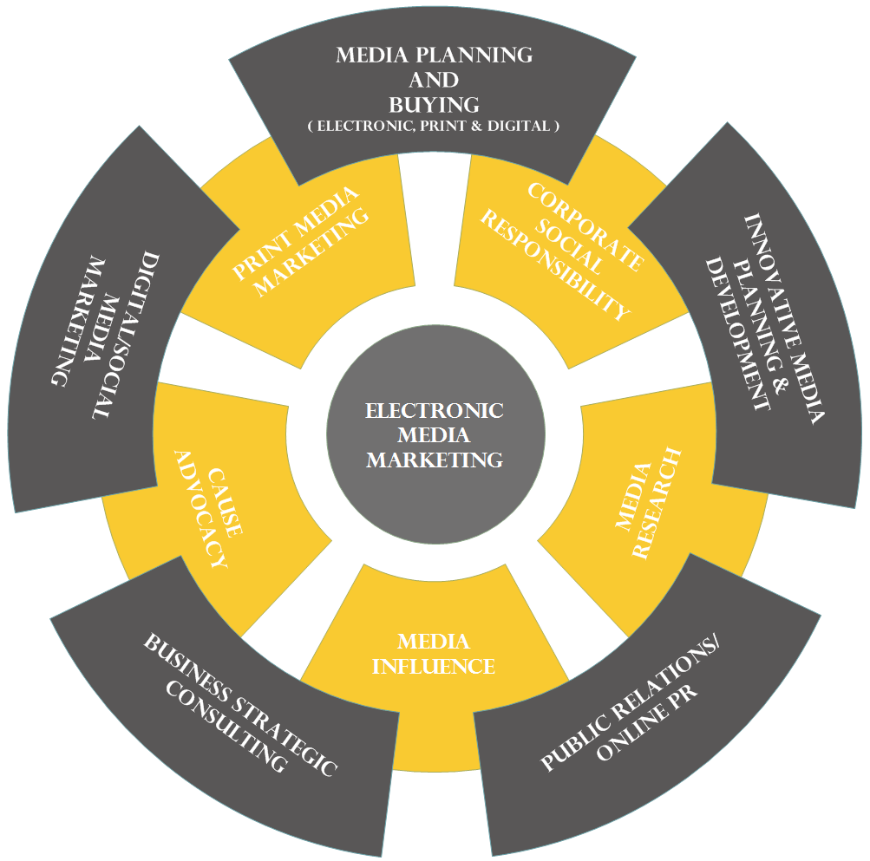 MEDIA PLANNING
AND
BUYING
( ELECTRONIC, PRINT & DIGITAL )
PRINT MEDIA
MARKETING
CORPORATE
SOCIAL
RESPONSIBILITY
DIGITAL/SOCIAL
MEDIA
MARKETING
INNOVATIVE MEDIA
PLANNING &
DEVELOPMENT
ELECTRONIC
MEDIA
MARKETING
CAUSE
ADVOCACY
MEDIA
RESEARCH
MEDIA
INFLUENCE
BUSINESS STRATEGIC
CONSULTING
PUBLIC RELATIONS/
ONLINE PR